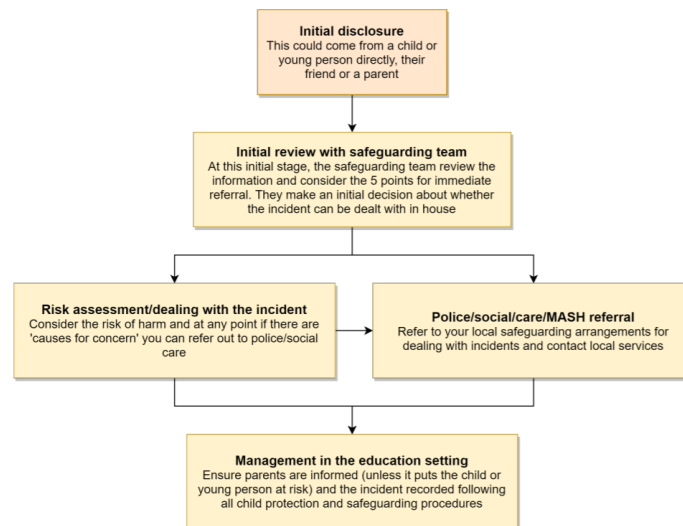 Initial disclosure
This could come from a child or
young person directly, their
friend or a parent
Initial review with safeguarding team
At this initial stage, the safeguarding team review the
information and consider the 5 points for immediate
referral. They make an initial decision about whether
the incident can be dealt with in house
Risk assessment/dealing with the incident
Consider the risk of harm and at any point if there are
'causes for concern' you can refer out to police/social
care
Police/social/care/MASH referral
Refer to your local safeguarding arrangements for
dealing with incidents and contact local services
Management in the education setting
Ensure parents are informed (unless it puts the child or
young person at risk) and the incident recorded following
all child protection and safeguarding procedures